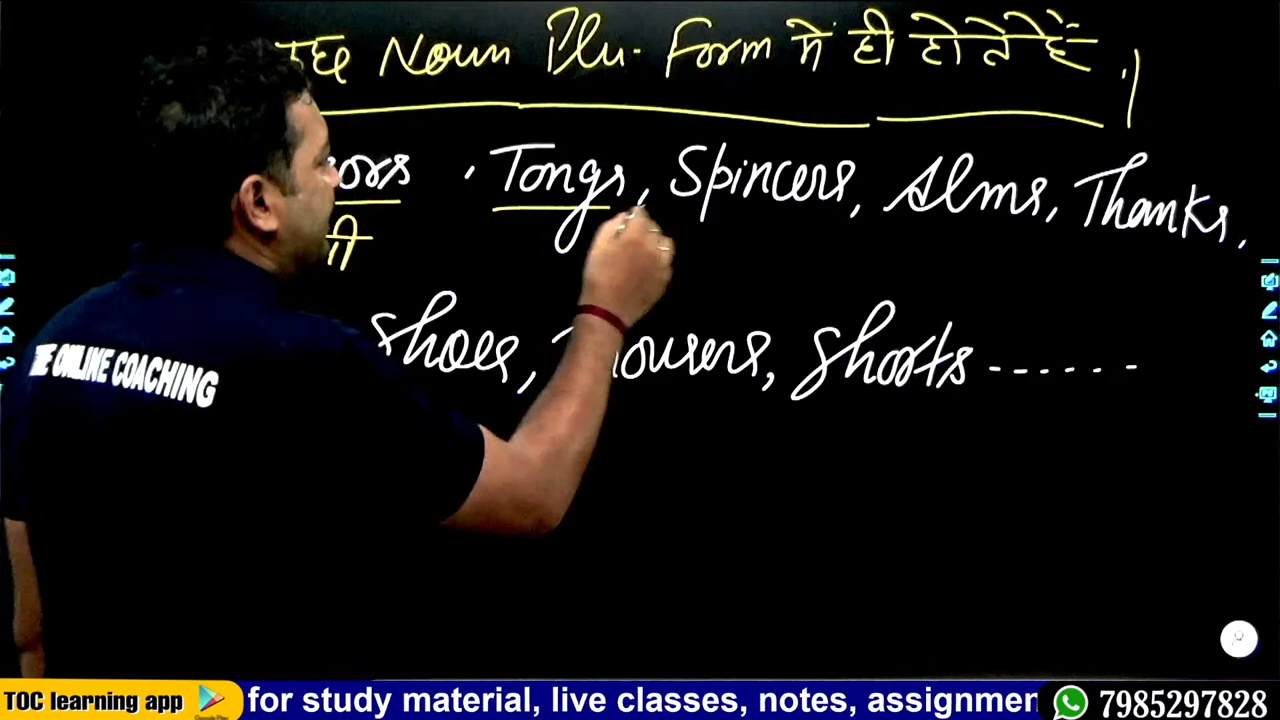 Noun Plu. Form में ही होते हैं ।
Tongs, Spincers, Alms, Thanks,
Shoes, Trousers, Shorts ------
THE ONLINE COACHING
TOC learning app for study material, live classes, notes, assignmen 7985297828